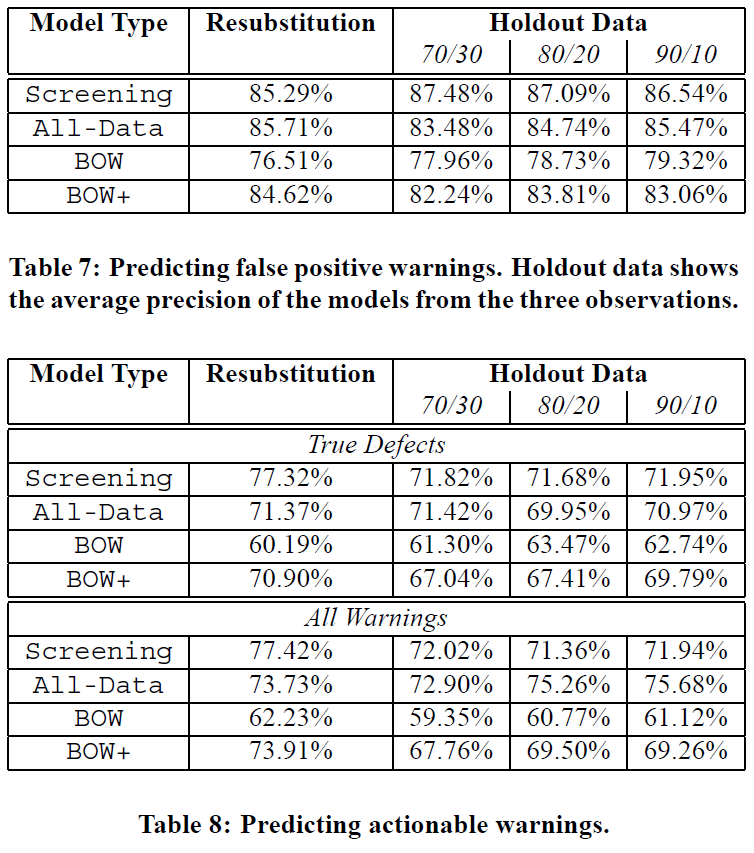 Model Type Resubstitution Holdout Data
70/30 80/20 90/10
Screening 85.29% 87.48% 87.09% 86.54%
All-Data 85.71% 83.48% 84.74% 85.47%
BOW 76.51% 77.96% 78.73% 79.32%
BOW+ 84.62% 82.24% 83.81% 83.06%
Table 7: Predicting false positive warnings. Holdout data shows
the average precision of the models from the three observations.
Model Type Resubstitution Holdout Data
70/30 80/20 90/10
True Defects
Screening 77.32% 71.82% 71.68% 71.95%
All-Data 71.37% 71.42% 69.95% 70.97%
BOW 60.19% 61.30% 63.47% 62.74%
BOW+ 70.90% 67.04% 67.41% 69.79%
All Warnings
Screening 77.42% 72.02% 71.36% 71.94%
All-Data 73.73% 72.90% 75.26% 75.68%
BOW 62.23% 59.35% 60.77% 61.12%
BOW+ 73.91% 67.76% 69.50% 69.26%
Table 8: Predicting actionable warnings.